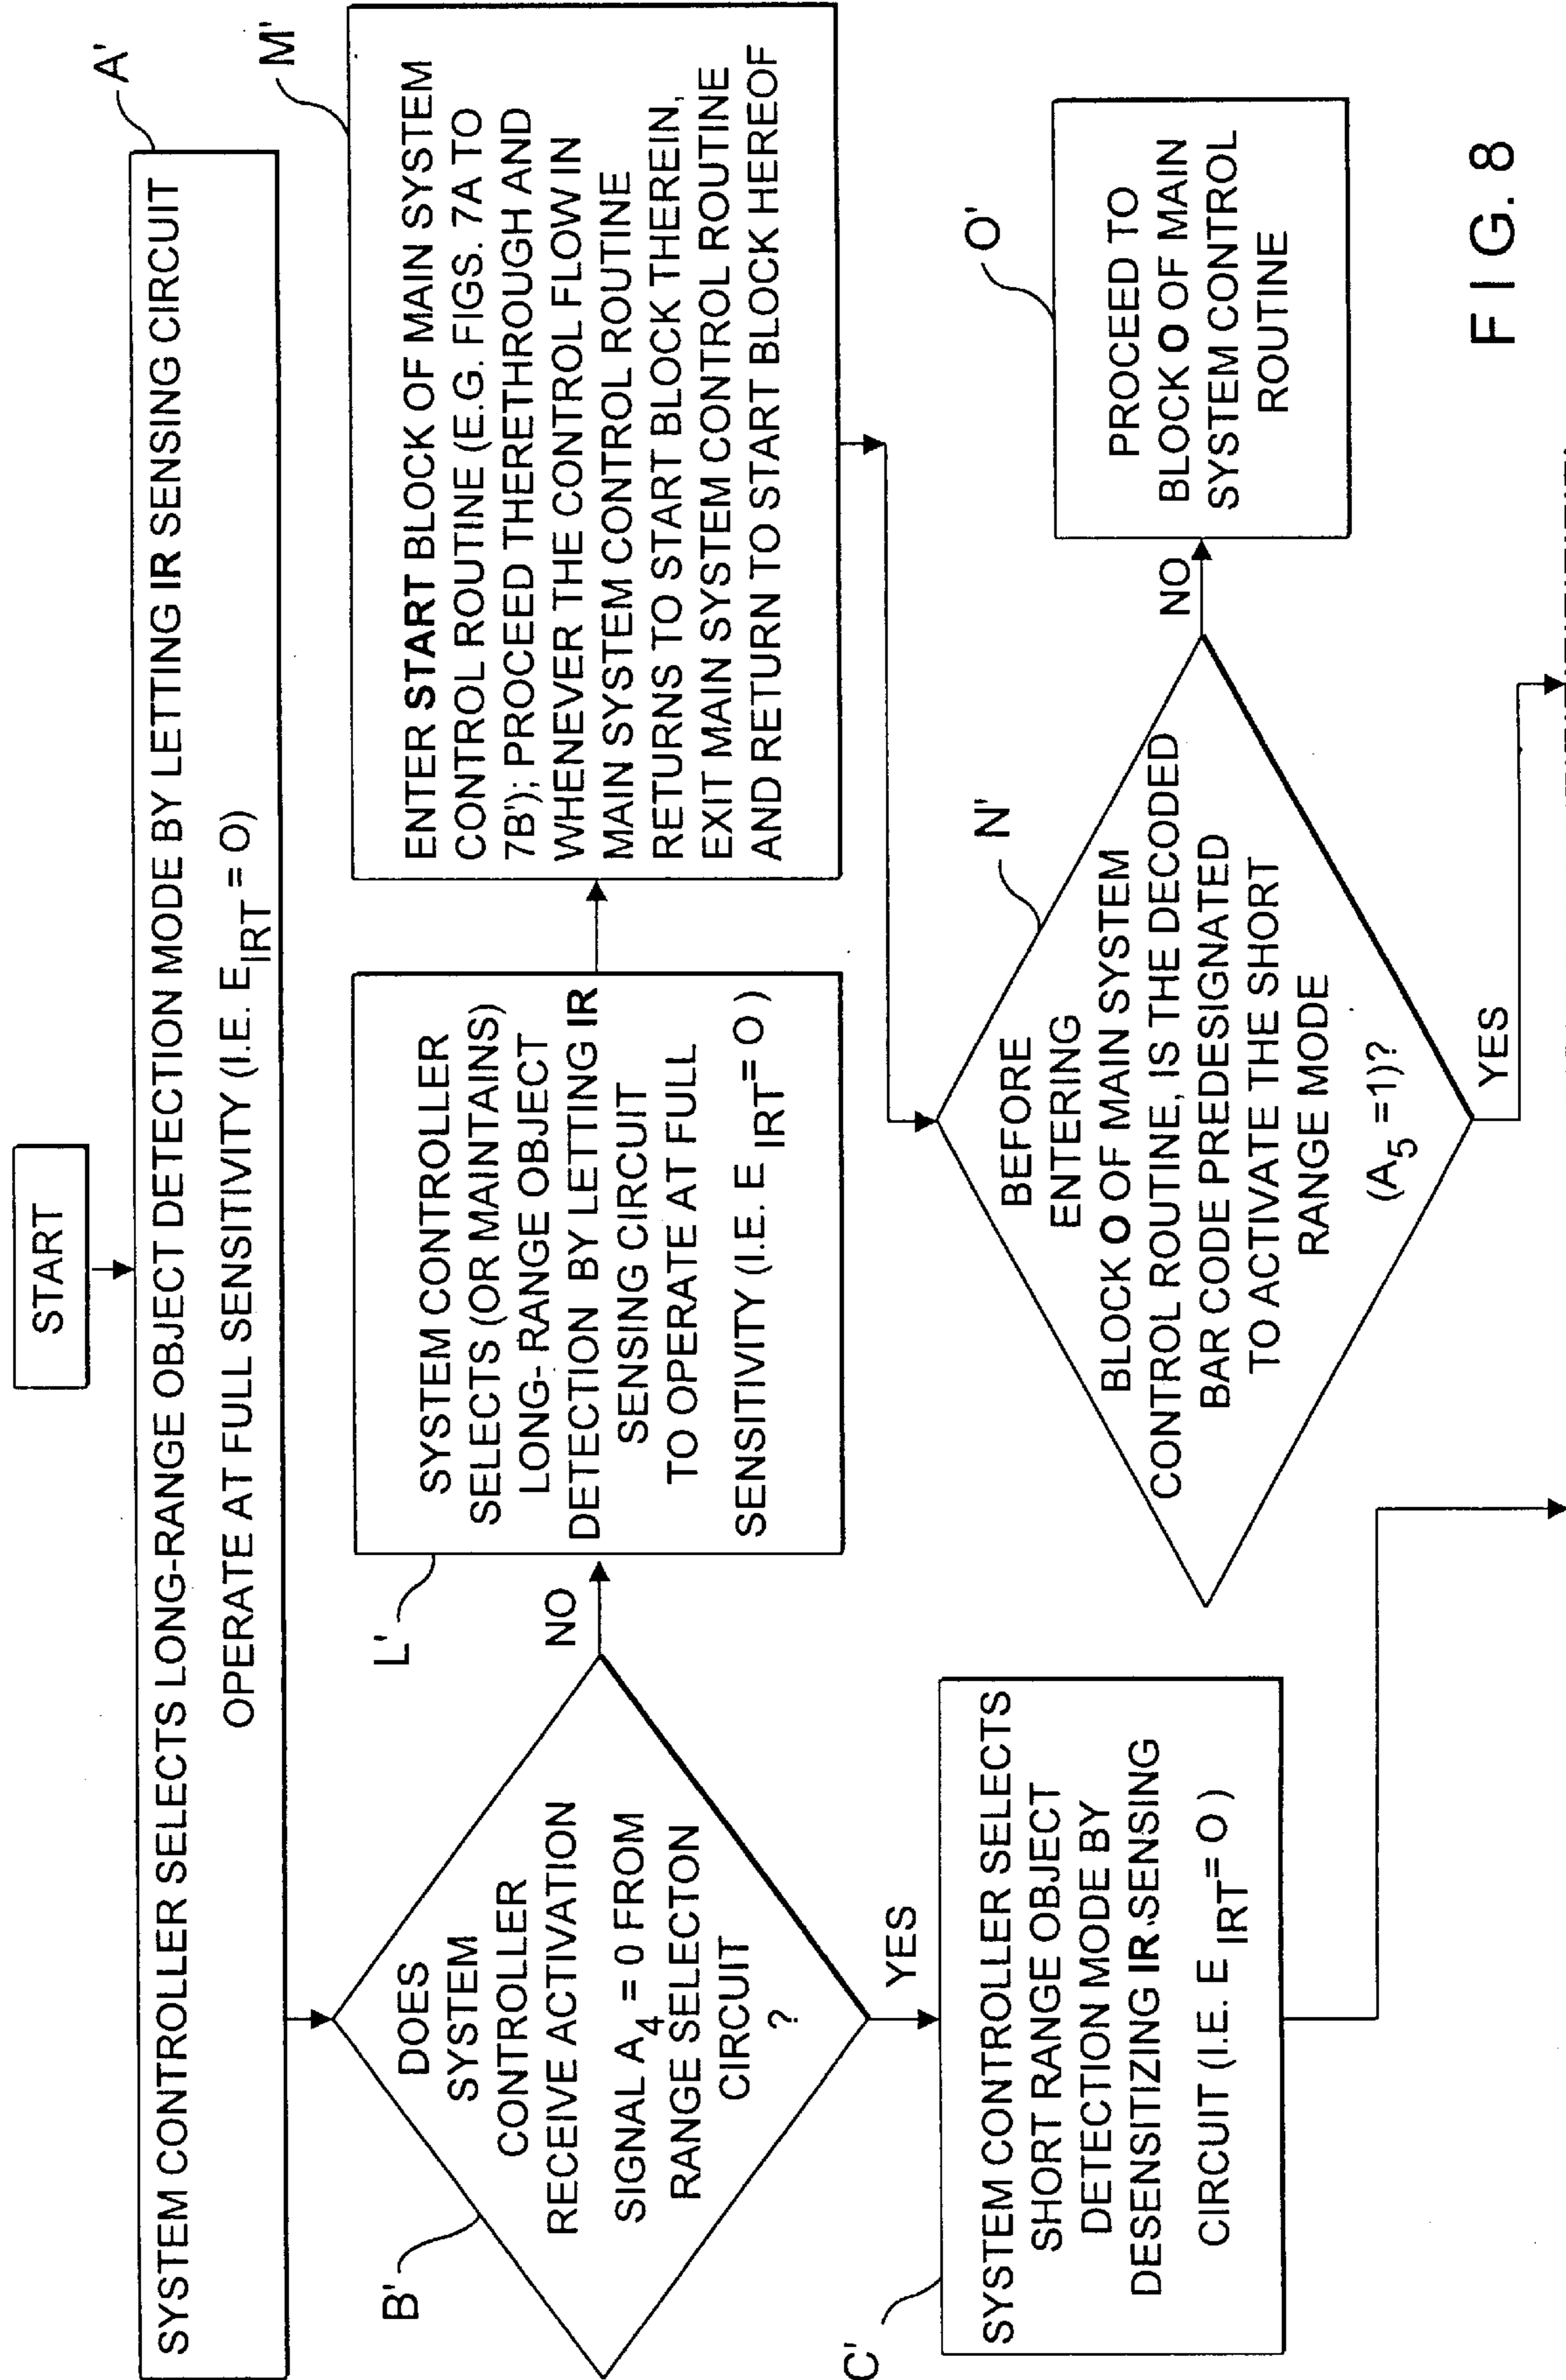 START
A'
SYSTEM CONTROLLER SELECTS LONG-RANGE OBJECT DETECTION MODE BY LETTING IR SENSING CIRCUIT
OPERATE AT FULL SENSITIVITY (I.E. E_IRT = O)
B'
DOES
SYSTEM
CONTROLLER
RECEIVE ACTIVATION
SIGNAL A4 = 0 FROM
RANGE SELECTON
CIRCUIT
?
NO
YES
L'
SYSTEM CONTROLLER
SELECTS (OR MAINTAINS)
LONG- RANGE OBJECT
DETECTION BY LETTING IR
SENSING CIRCUIT
TO OPERATE AT FULL
SENSITIVITY (I.E. E IRT = O )
M'
ENTER START BLOCK OF MAIN SYSTEM
CONTROL ROUTINE (E.G. FIGS. 7A TO
7B'); PROCEED THERETHROUGH AND
WHENEVER THE CONTROL FLOW IN
MAIN SYSTEM CONTROL ROUTINE
RETURNS TO START BLOCK THEREIN,
EXIT MAIN SYSTEM CONTROL ROUTINE
AND RETURN TO START BLOCK HEREOF
C'
SYSTEM CONTROLLER SELECTS
SHORT RANGE OBJECT
DETECTION MODE BY
DESENSITIZING IR SENSING
CIRCUIT (I.E. E IRT = O )
N'
BEFORE
ENTERING
BLOCK O OF MAIN SYSTEM
CONTROL ROUTINE, IS THE DECODED
BAR CODE PREDESIGNATED
TO ACTIVATE THE SHORT
RANGE MODE
(A5 =1)?
NO
YES
O'
PROCEED TO
BLOCK O OF MAIN
SYSTEM CONTROL
ROUTINE
FIG. 8